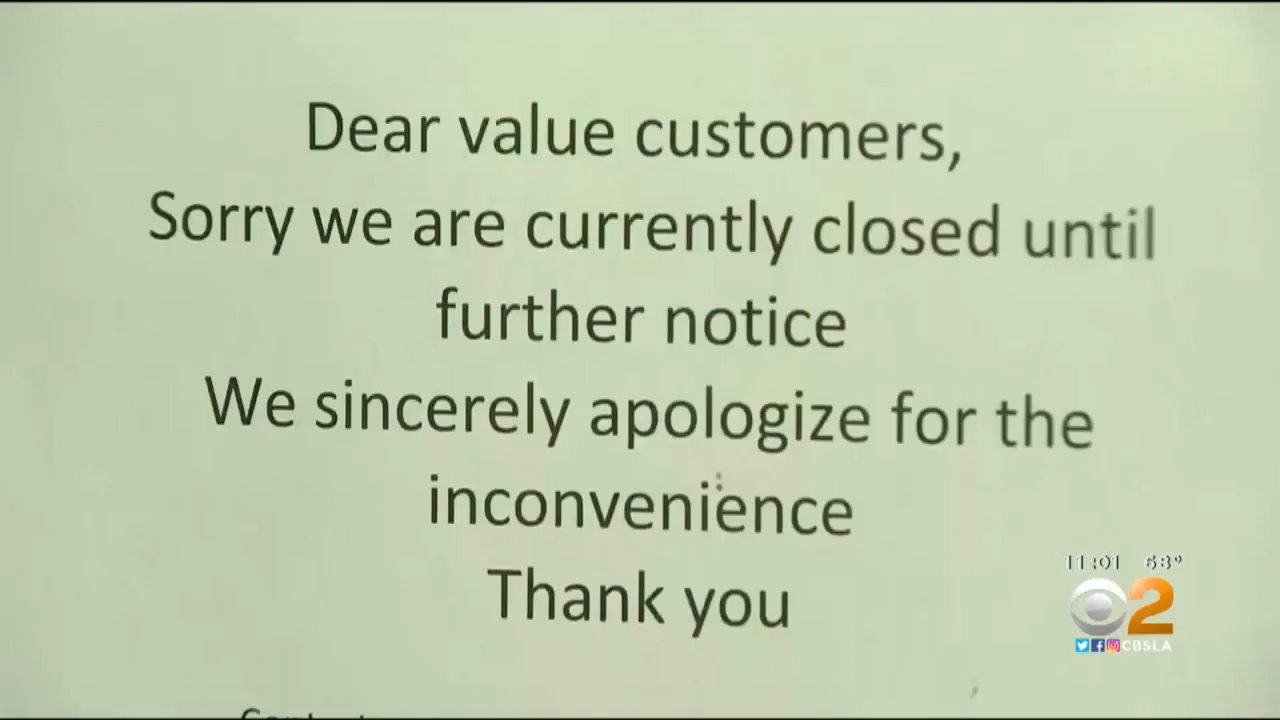 Dear value customers,
Sorry we are currently closed until
further notice
We sincerely apologize for the
inconvenience
Thank you
11:01 68°
2
CBSLA